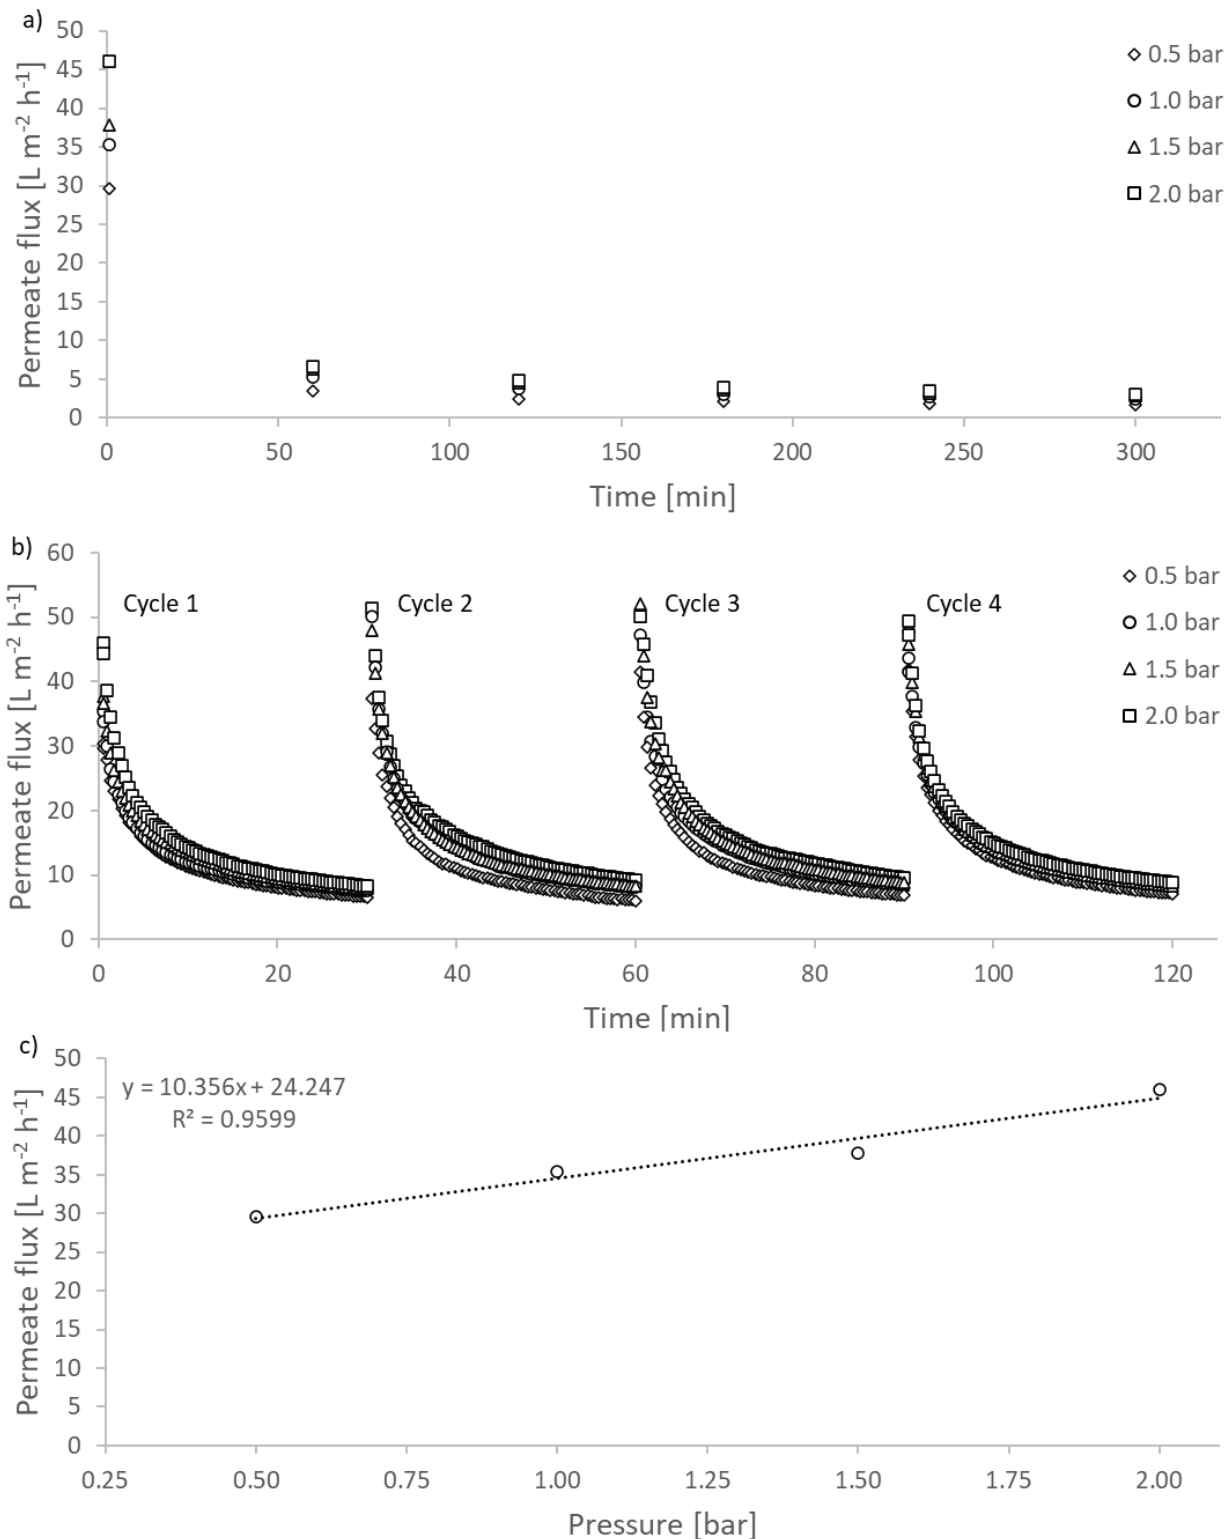 a)
Permeate flux [L m⁻² h⁻¹]
50
45
40
35
30
25
20
15
10
5
0
0 50 100 150 200 250 300
Time [min]
0.5 bar
1.0 bar
1.5 bar
2.0 bar
b)
Permeate flux [L m⁻² h⁻¹]
60
50
40
30
20
10
0
Cycle 1 Cycle 2 Cycle 3 Cycle 4
0.5 bar
1.0 bar
1.5 bar
2.0 bar
0 20 40 60 80 100 120
Time [min]
c)
Permeate flux [L m⁻² h⁻¹]
50
45
40
35
30
25
20
15
10
5
0
y = 10.356x + 24.247
R² = 0.9599
0.25 0.50 0.75 1.00 1.25 1.50 1.75 2.00
Pressure [bar]